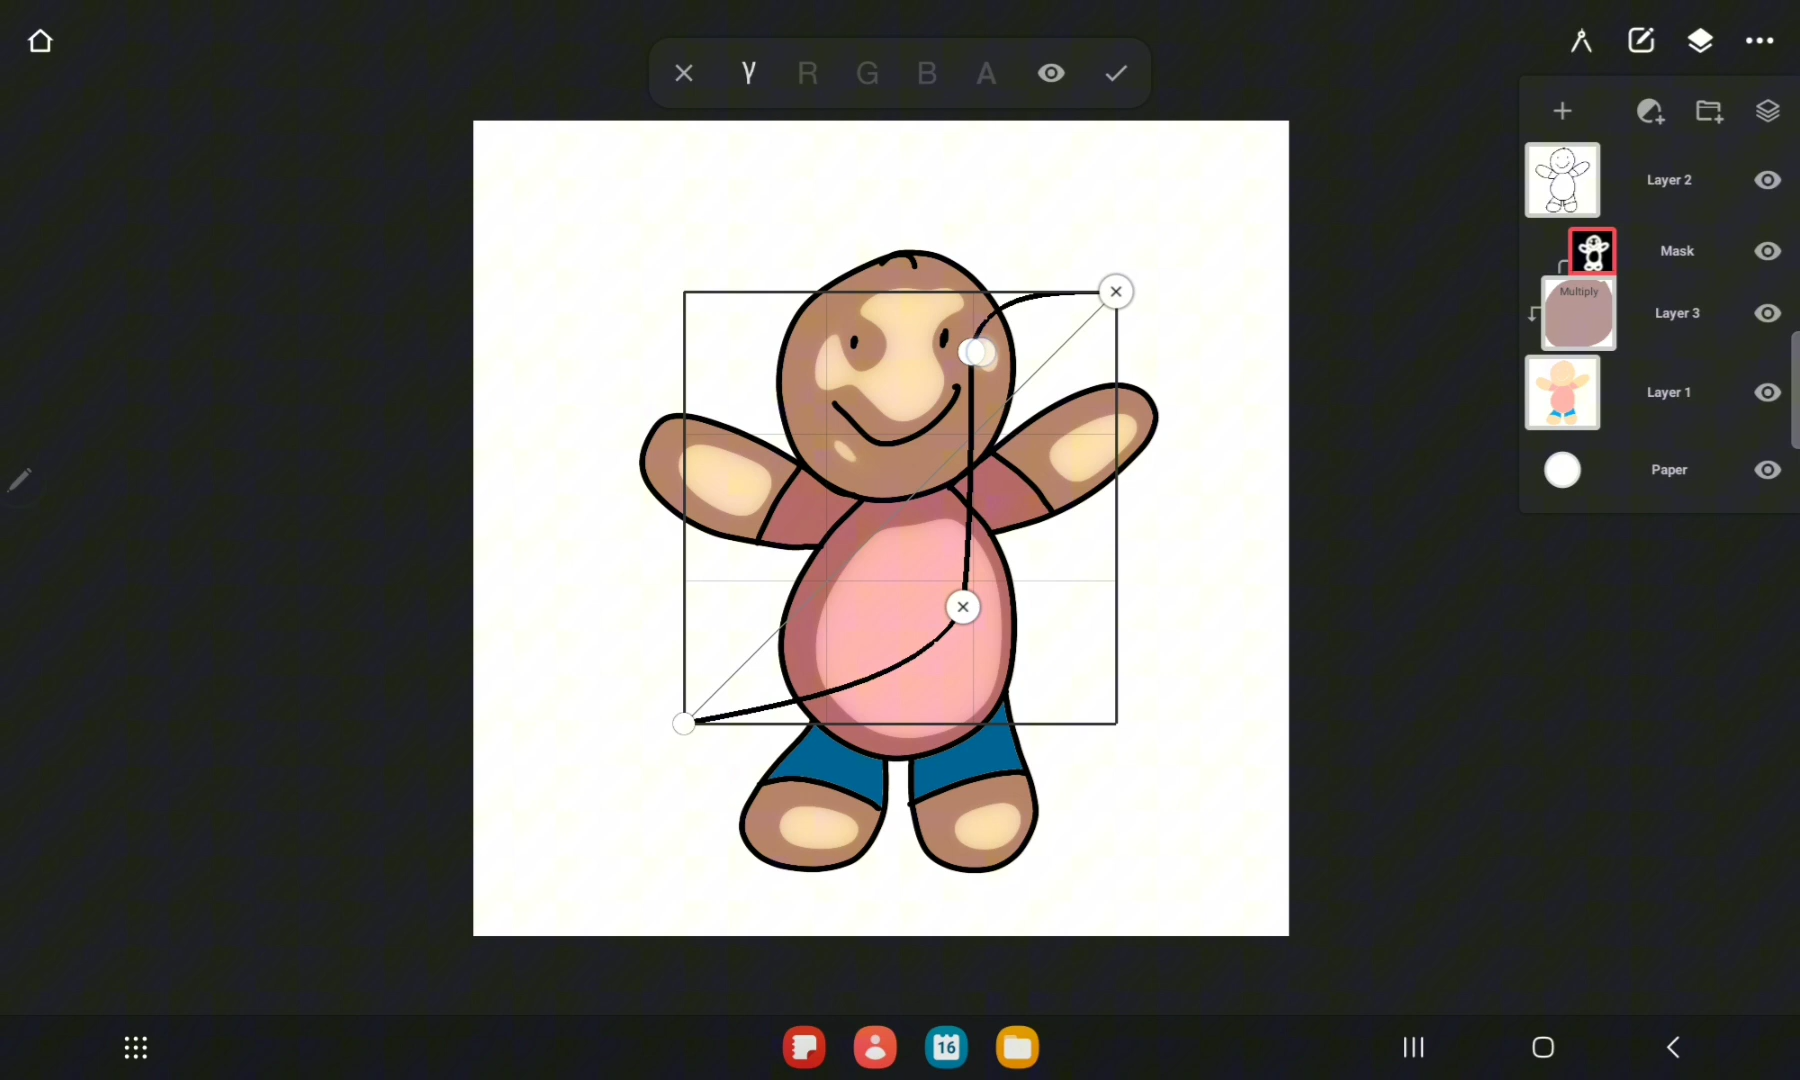 γ R G B A
Layer 2
Mask
Multiply
Layer 3
Layer 1
Paper
16